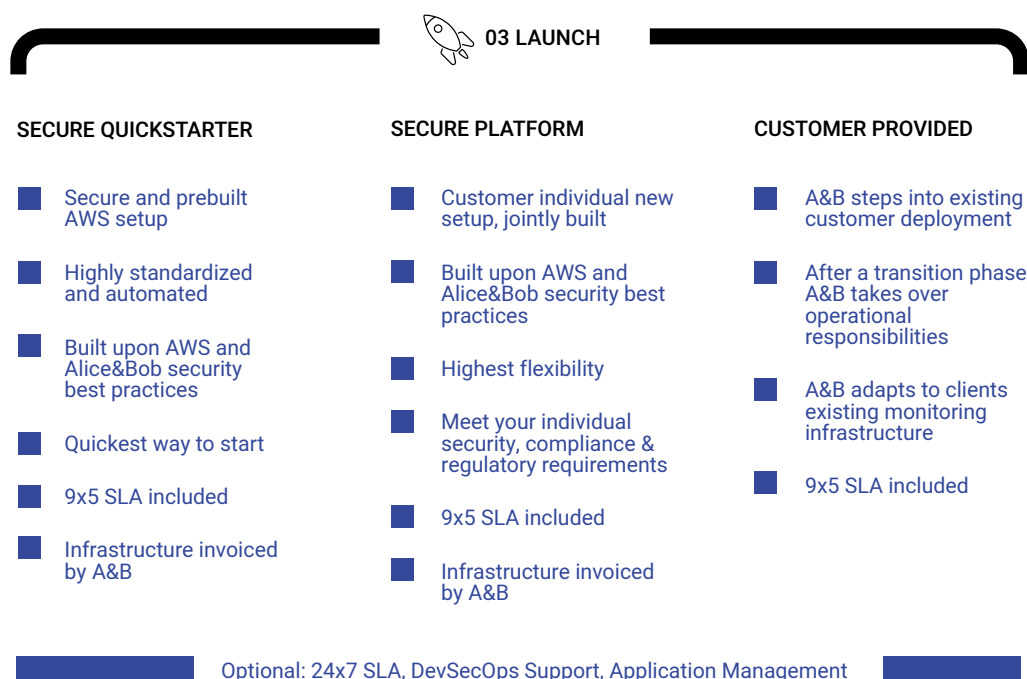 03 LAUNCH
SECURE QUICKSTARTER
Secure and prebuilt
AWS setup
Highly standardized
and automated
Built upon AWS and
Alice&Bob security
best practices
Quickest way to start
9x5 SLA included
Infrastructure invoiced
by A&B
SECURE PLATFORM
Customer individual new
setup, jointly built
Built upon AWS and
Alice&Bob security best
practices
Highest flexibility
Meet your individual
security, compliance &
regulatory requirements
9x5 SLA included
Infrastructure invoiced
by A&B
CUSTOMER PROVIDED
A&B steps into existing
customer deployment
After a transition phase
A&B takes over
operational
responsibilities
A&B adapts to clients
existing monitoring
infrastructure
9x5 SLA included
Optional: 24x7 SLA, DevSecOps Support, Application Management